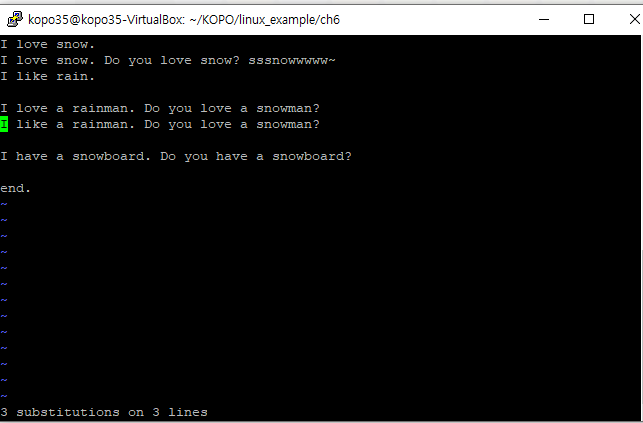 kopo35@kopo35-VirtualBox: ~/KOPO/linux_example/ch6
I love snow.
I love snow. Do you love snow? sssnowwwww~
I like rain.
I love a rainman. Do you love a snowman?
I like a rainman. Do you love a snowman?
I have a snowboard. Do you have a snowboard?
end.
~
~
~
~
~
~
~
~
~
~
~
~
~
3 substitutions on 3 lines